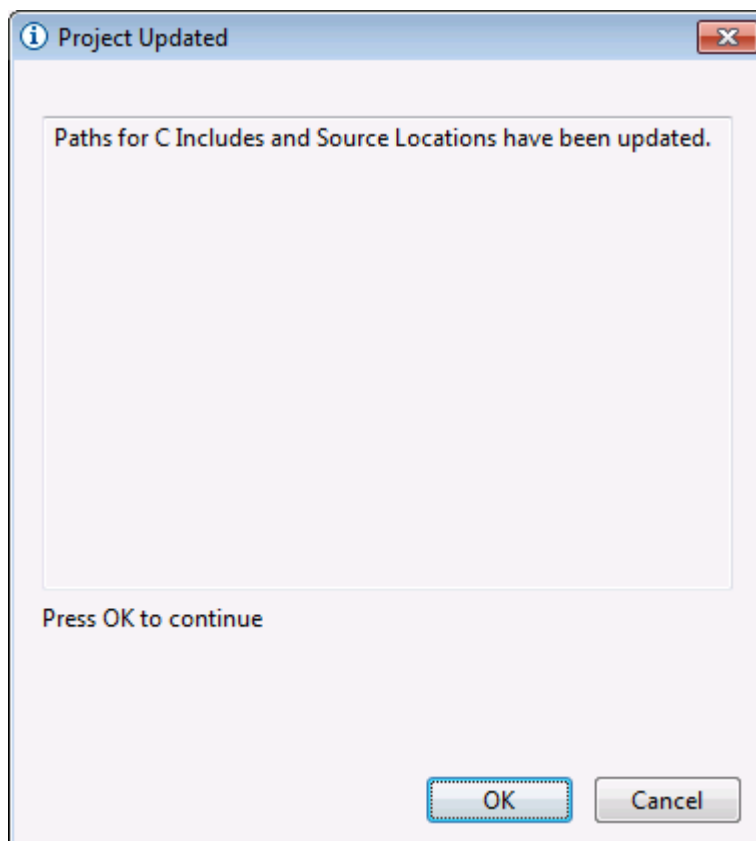 Project Updated
Paths for C Includes and Source Locations have been updated.
Press OK to continue
OK
Cancel